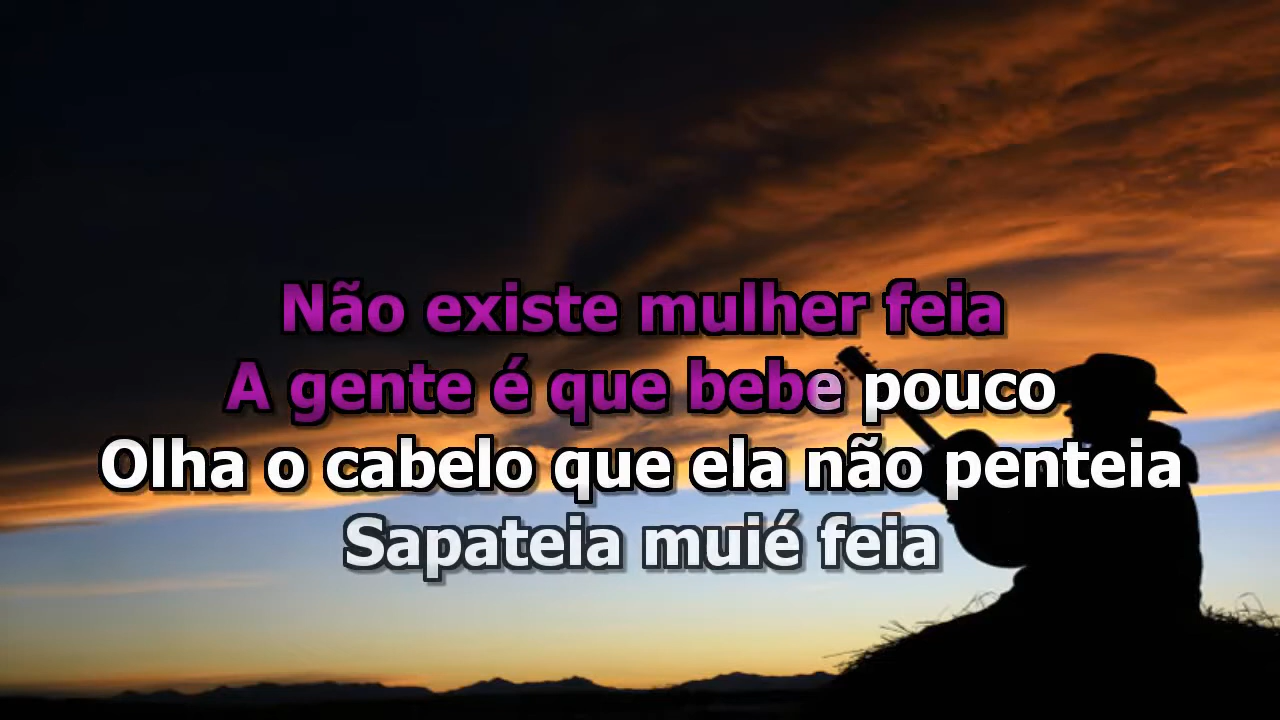 Não existe mulher feia
A gente é que bebe pouco
Olha o cabelo que ela não penteia
Sapateia muié feia